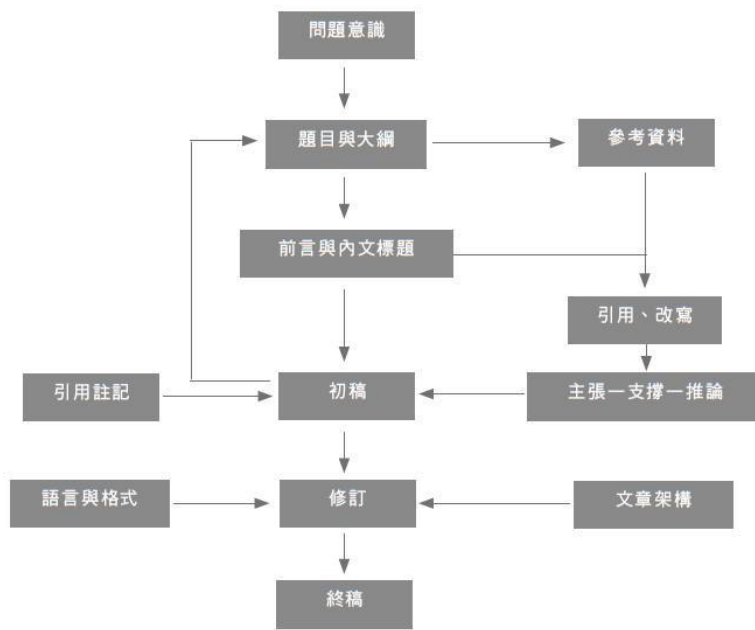 問題意識
題目與大綱
參考資料
前言與內文標題
引用、改寫
引用註記
初稿
主張—支撐—推論
語言與格式
修訂
文章架構
終稿